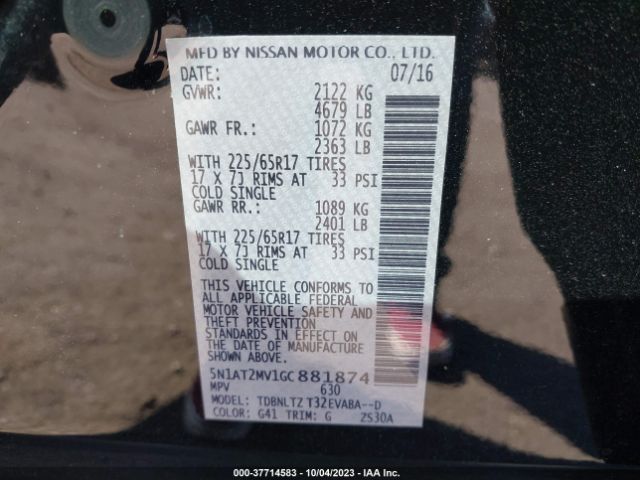 MFD BY NISSAN MOTOR CO., LTD.
DATE: 07/16
GVWR: 2122 KG
4679 LB
GAWR FR.: 1072 KG
2363 LB
WITH 225/65R17 TIRES
17 X 7J RIMS AT 33 PSI
COLD SINGLE
GAWR RR.: 1089 KG
2401 LB
WITH 225/65R17 TIRES
17 X 7J RIMS AT 33 PSI
COLD SINGLE
THIS VEHICLE CONFORMS TO
ALL APPLICABLE FEDERAL
MOTOR VEHICLE SAFETY AND
THEFT PREVENTION
STANDARDS IN EFFECT ON
THE DATE OF MANUFACTURE
SHOWN ABOVE.
5N1AT2MV1GC881874
MPV 630
MODEL: TDBNLTZ T32EVABA--D
COLOR: G41 TRIM: G 2S30A
000-37714583 - 10/04/2023 - IAA Inc.